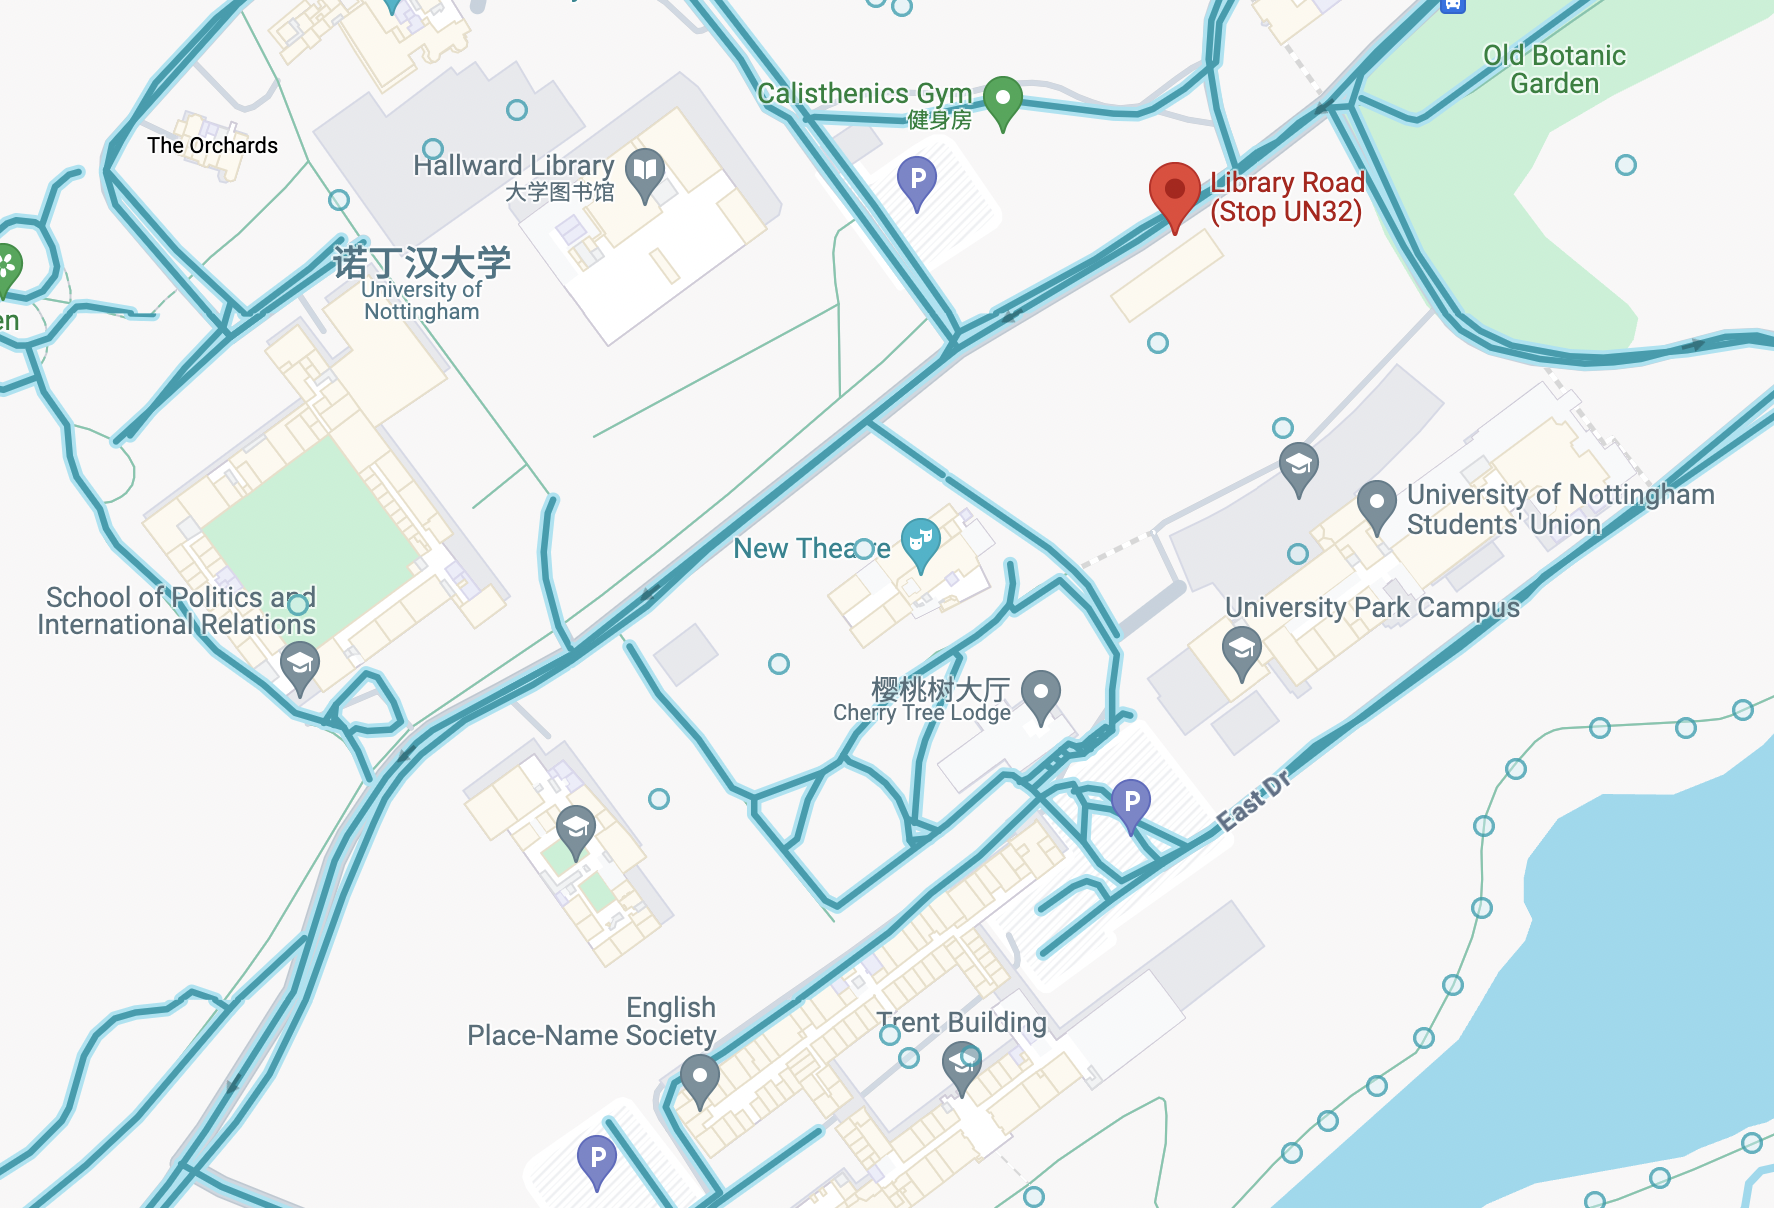 Old Botanic
Garden
Calisthenics Gym
健身房
The Orchards
Hallward Library
大学图书馆
P
Library Road
(Stop UN32)
诺丁汉大学
University of
Nottingham
en
University of Nottingham
Students' Union
New Theatre
School of Politics and
International Relations
University Park Campus
樱桃树大厅
Cherry Tree Lodge
P
East Dr
English
Place-Name Society
Trent Building
P